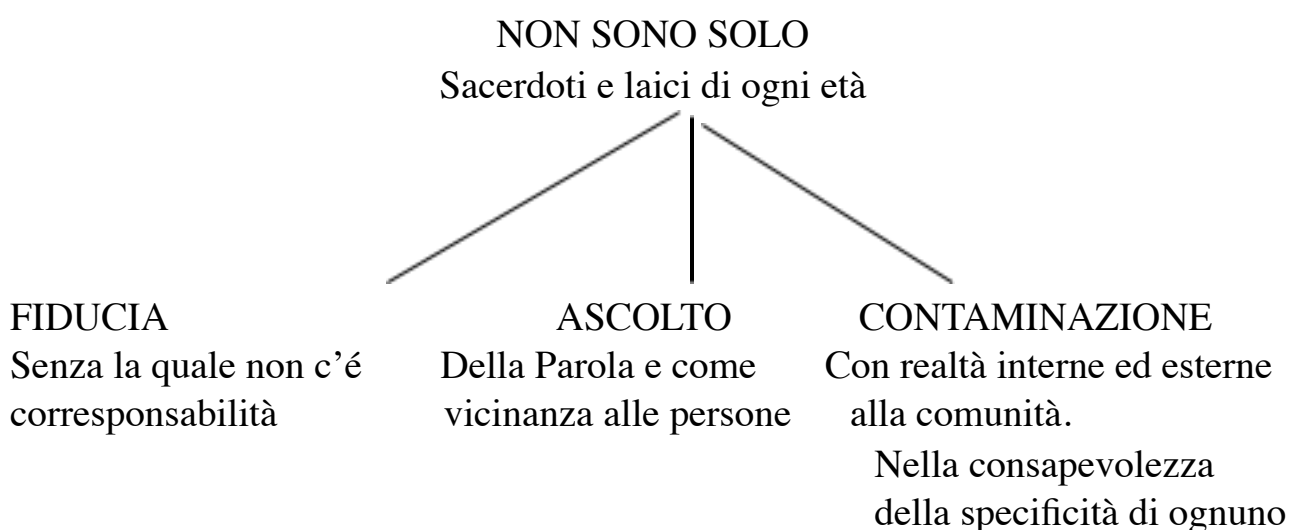 NON SONO SOLO
Sacerdoti e laici di ogni età
FIDUCIA
Senza la quale non c’é
corresponsabilità
ASCOLTO
Della Parola e come
vicinanza alle persone
CONTAMINAZIONE
Con realtà interne ed esterne
alla comunità.
Nella consapevolezza
della specificità di ognuno